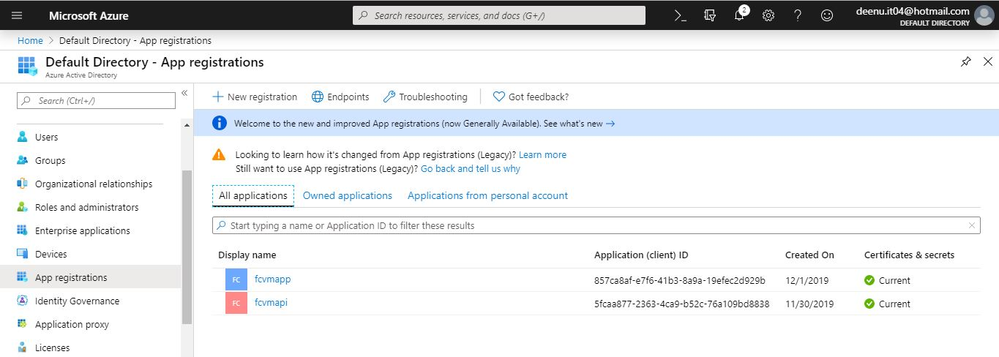 Microsoft Azure
Search resources, services, and docs (G+/)
2
deenu.it04@hotmail.com
DEFAULT DIRECTORY
Home > Default Directory - App registrations
Default Directory - App registrations
Azure Active Directory
Search (Ctrl+/)
«
Users
Groups
Organizational relationships
Roles and administrators
Enterprise applications
Devices
App registrations
Identity Governance
Application proxy
Licenses
New registration Endpoints Troubleshooting Got feedback?
Welcome to the new and improved App registrations (now Generally Available). See what's new →
Looking to learn how it's changed from App registrations (Legacy)? Learn more
Still want to use App registrations (Legacy)? Go back and tell us why
All applications Owned applications Applications from personal account
Start typing a name or Application ID to filter these results
Display name Application (client) ID Created On Certificates & secrets
FC fcvmapp 857ca8af-e7f6-41b3-8a9a-19efec2d929b 12/1/2019 Current
FC fcvmapi 5fcaa877-2363-4ca9-b52c-76a109bd8838 11/30/2019 Current